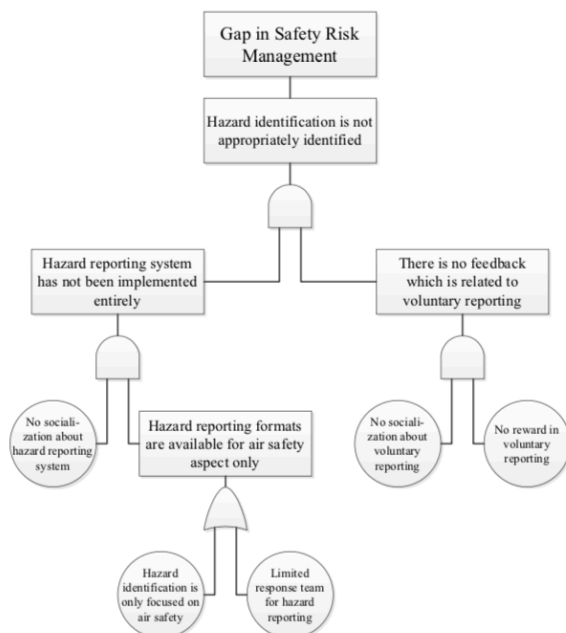 Gap in Safety Risk
Management
Hazard identification is not
appropriately identified
Hazard reporting system
has not been implemented
entirely
There is no feedback
which is related to
voluntary reporting
No sociali-
zation about
hazard reporting
system
Hazard reporting formats
are available for air safety
aspect only
No sociali-
zation about
voluntary
reporting
No reward in
voluntary
reporting
Hazard
identification is
only focused on
air safety
Limited
response team
for hazard
reporting